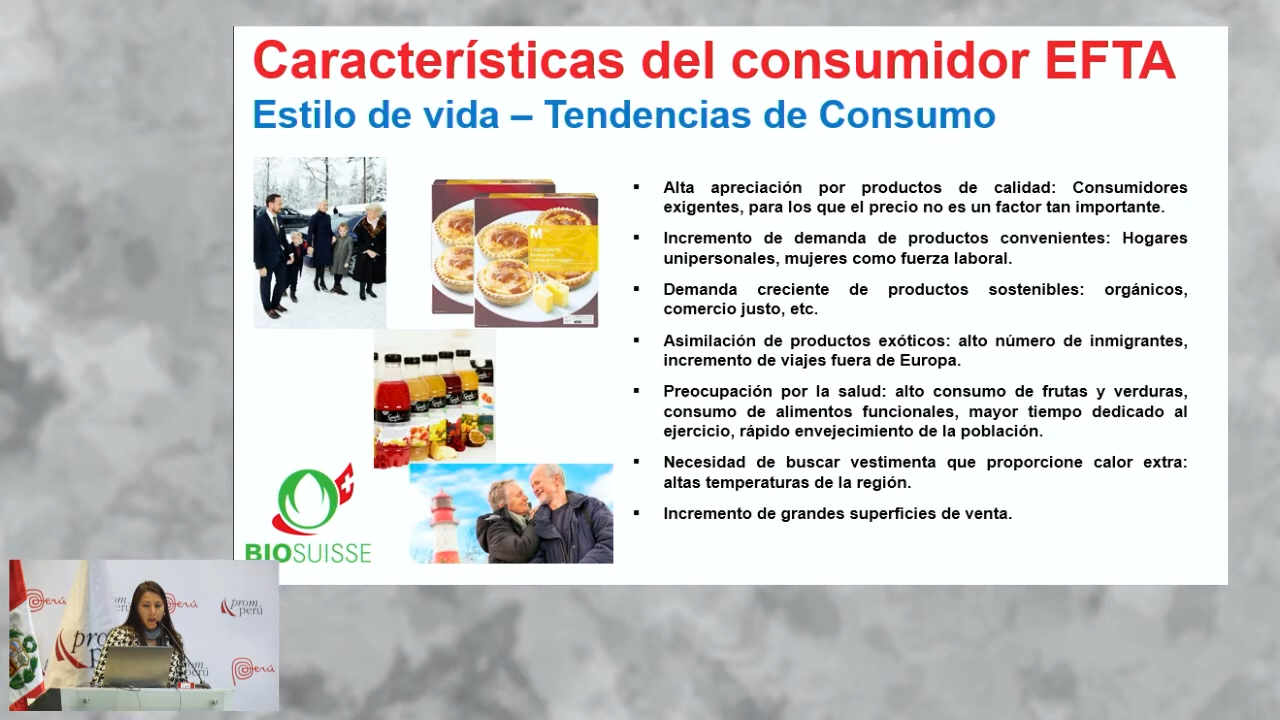 Características del consumidor EFTA
Estilo de vida – Tendencias de Consumo
▪ Alta apreciación por productos de calidad: Consumidores
exigentes, para los que el precio no es un factor tan importante.
▪ Incremento de demanda de productos convenientes: Hogares
unipersonales, mujeres como fuerza laboral.
▪ Demanda creciente de productos sostenibles: orgánicos,
comercio justo, etc.
▪ Asimilación de productos exóticos: alto número de inmigrantes,
incremento de viajes fuera de Europa.
▪ Preocupación por la salud: alto consumo de frutas y verduras,
consumo de alimentos funcionales, mayor tiempo dedicado al
ejercicio, rápido envejecimiento de la población.
▪ Necesidad de buscar vestimenta que proporcione calor extra:
altas temperaturas de la región.
▪ Incremento de grandes superficies de venta.
M
BIOSUISSE
Perú
Perú
prom
perú
prom
perú
Perú